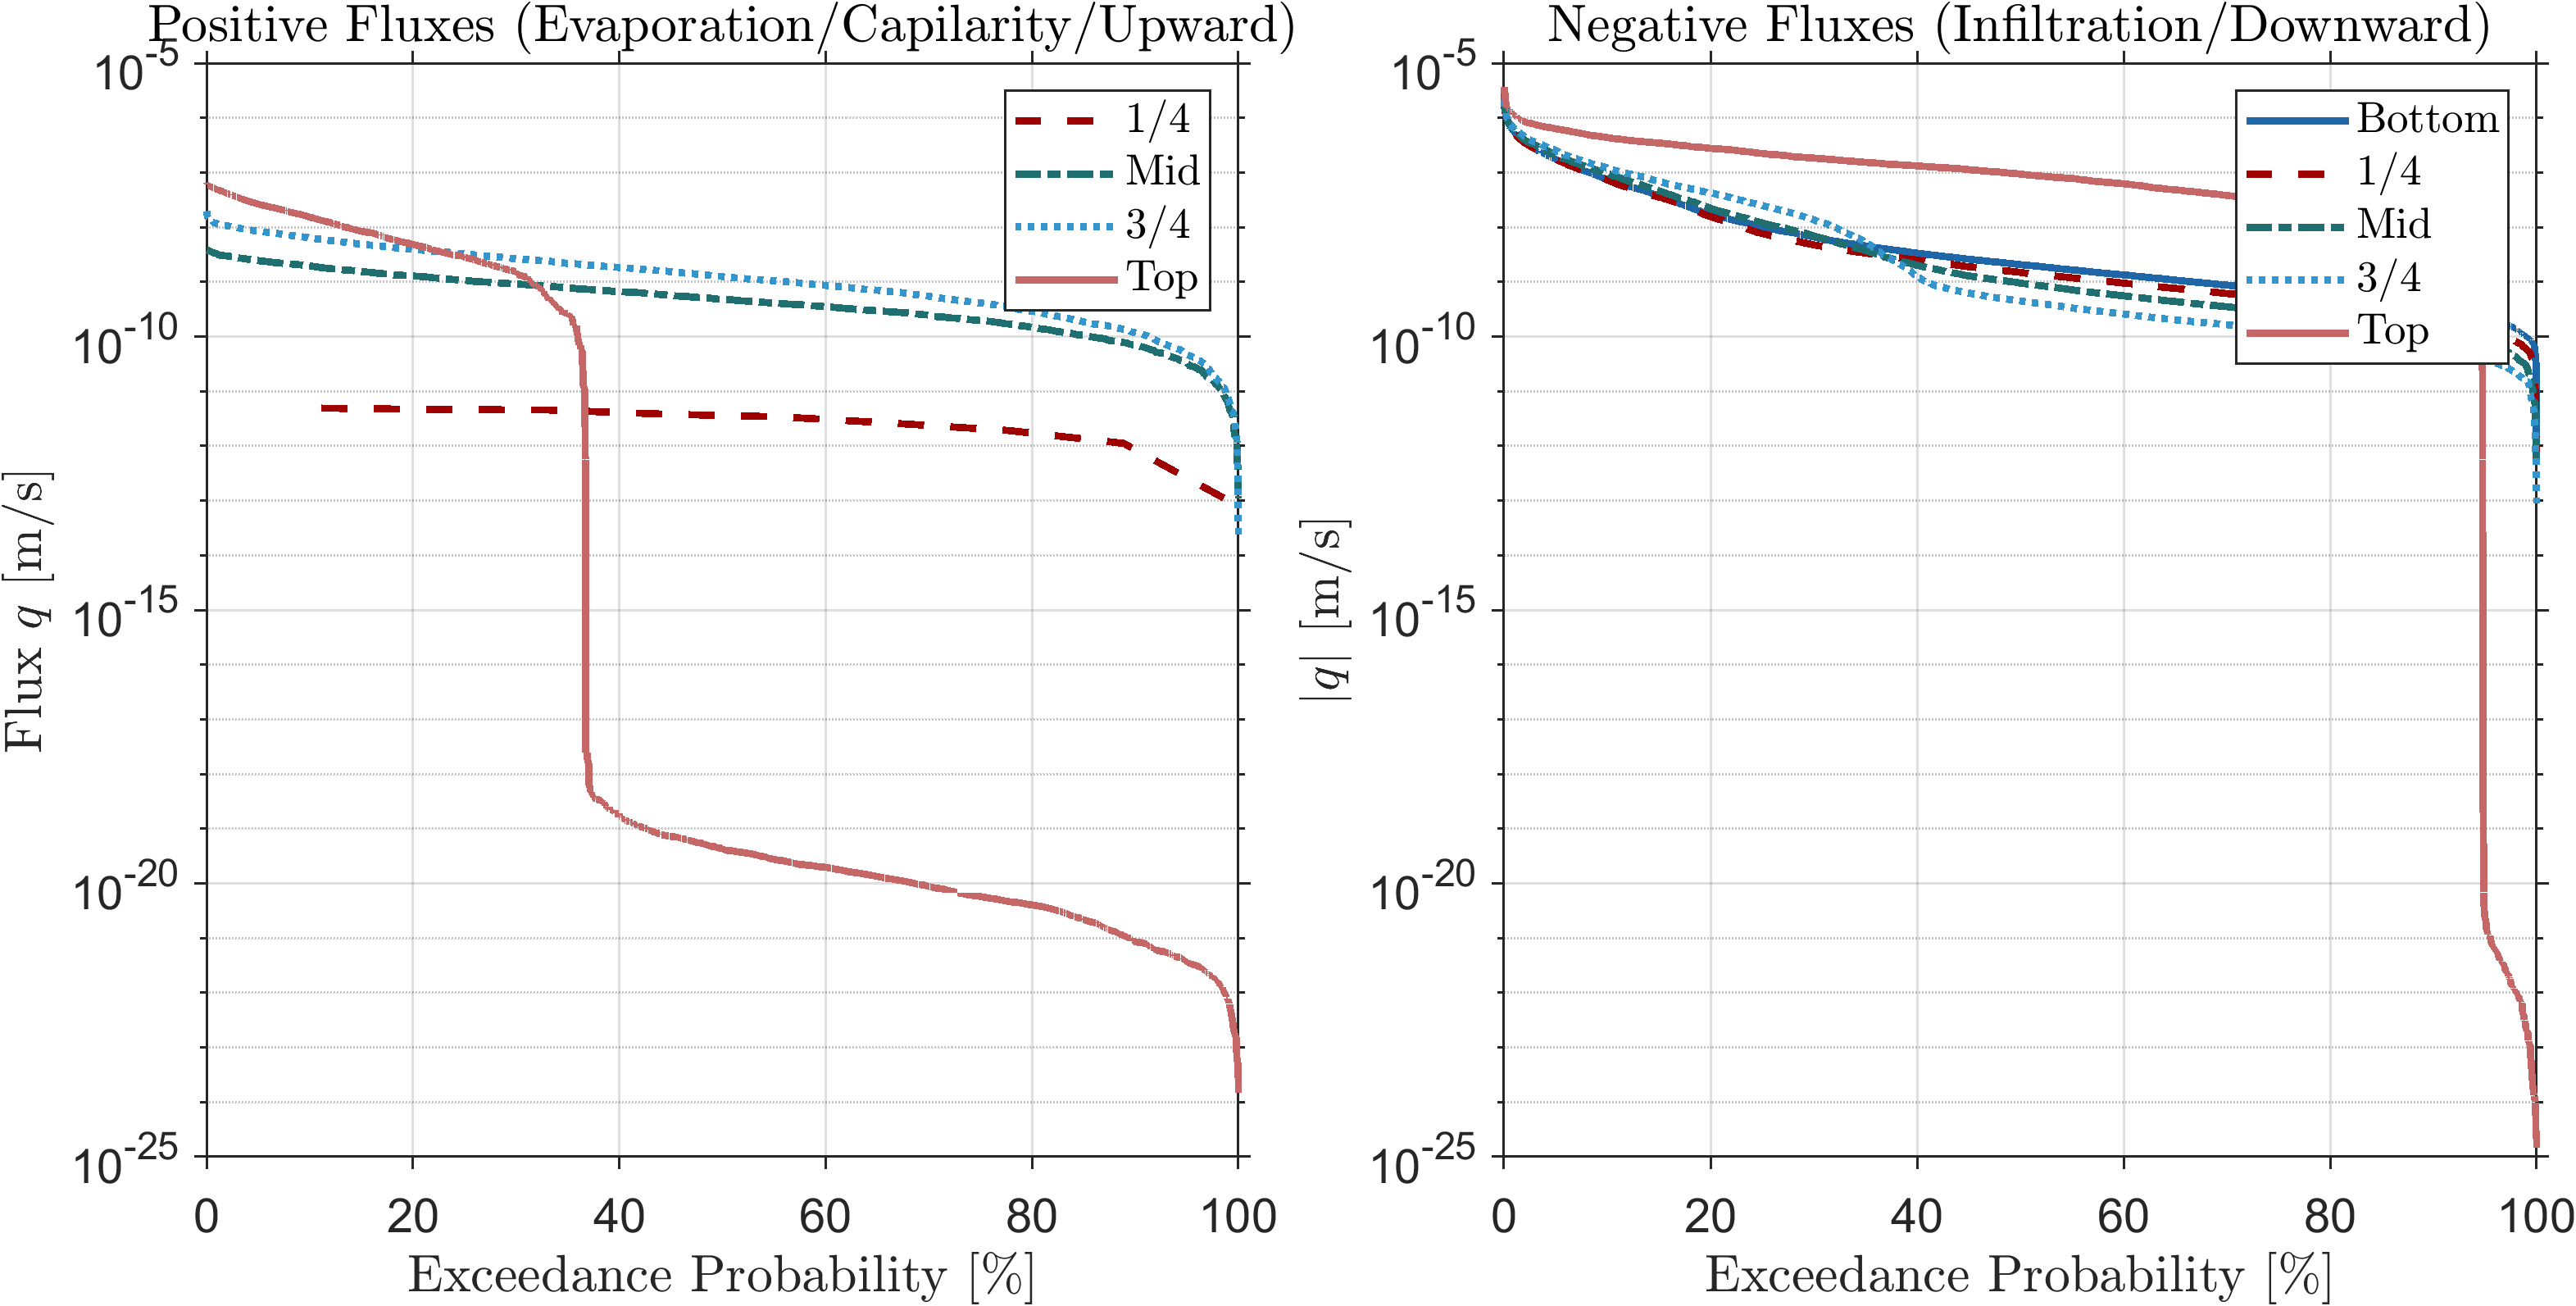 Positive Fluxes (Evaporation/Capilarity/Upward)
Flux q [m/s]
10^-5
10^-10
10^-15
10^-20
10^-25
0 20 40 60 80 100
Exceedance Probability [%]
1/4
Mid
3/4
Top
Negative Fluxes (Infiltration/Downward)
|q| [m/s]
10^-5
10^-10
10^-15
10^-20
10^-25
0 20 40 60 80 100
Exceedance Probability [%]
Bottom
1/4
Mid
3/4
Top